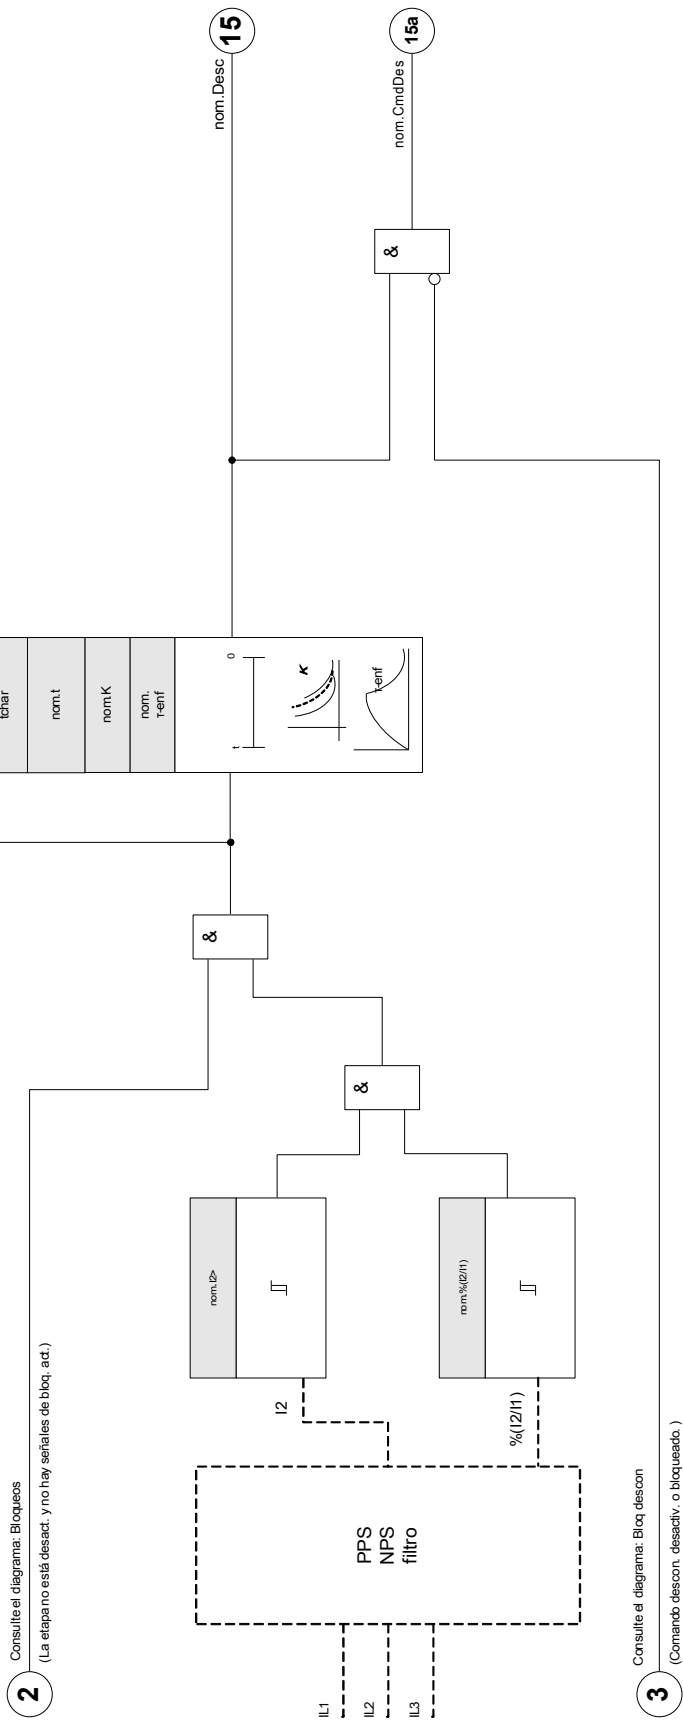 nom.Desc
15
nom.CmdDes
15a
&
tchar
nom.t
nom.K
nom.
τ-enf
t
0
K
τ-enf
&
&
nom.I2>
nom.%(I2/I1)
I2
%(I2/I1)
PPS
NPS
filtro
IL1
IL2
IL3
2
Consulte el diagrama: Bloqueos
(La etapa no está desact. y no hay señales de bloq. act.)
3
Consulte el diagrama: Bloq descon
(Comando descon. desactiv. o bloqueado. )